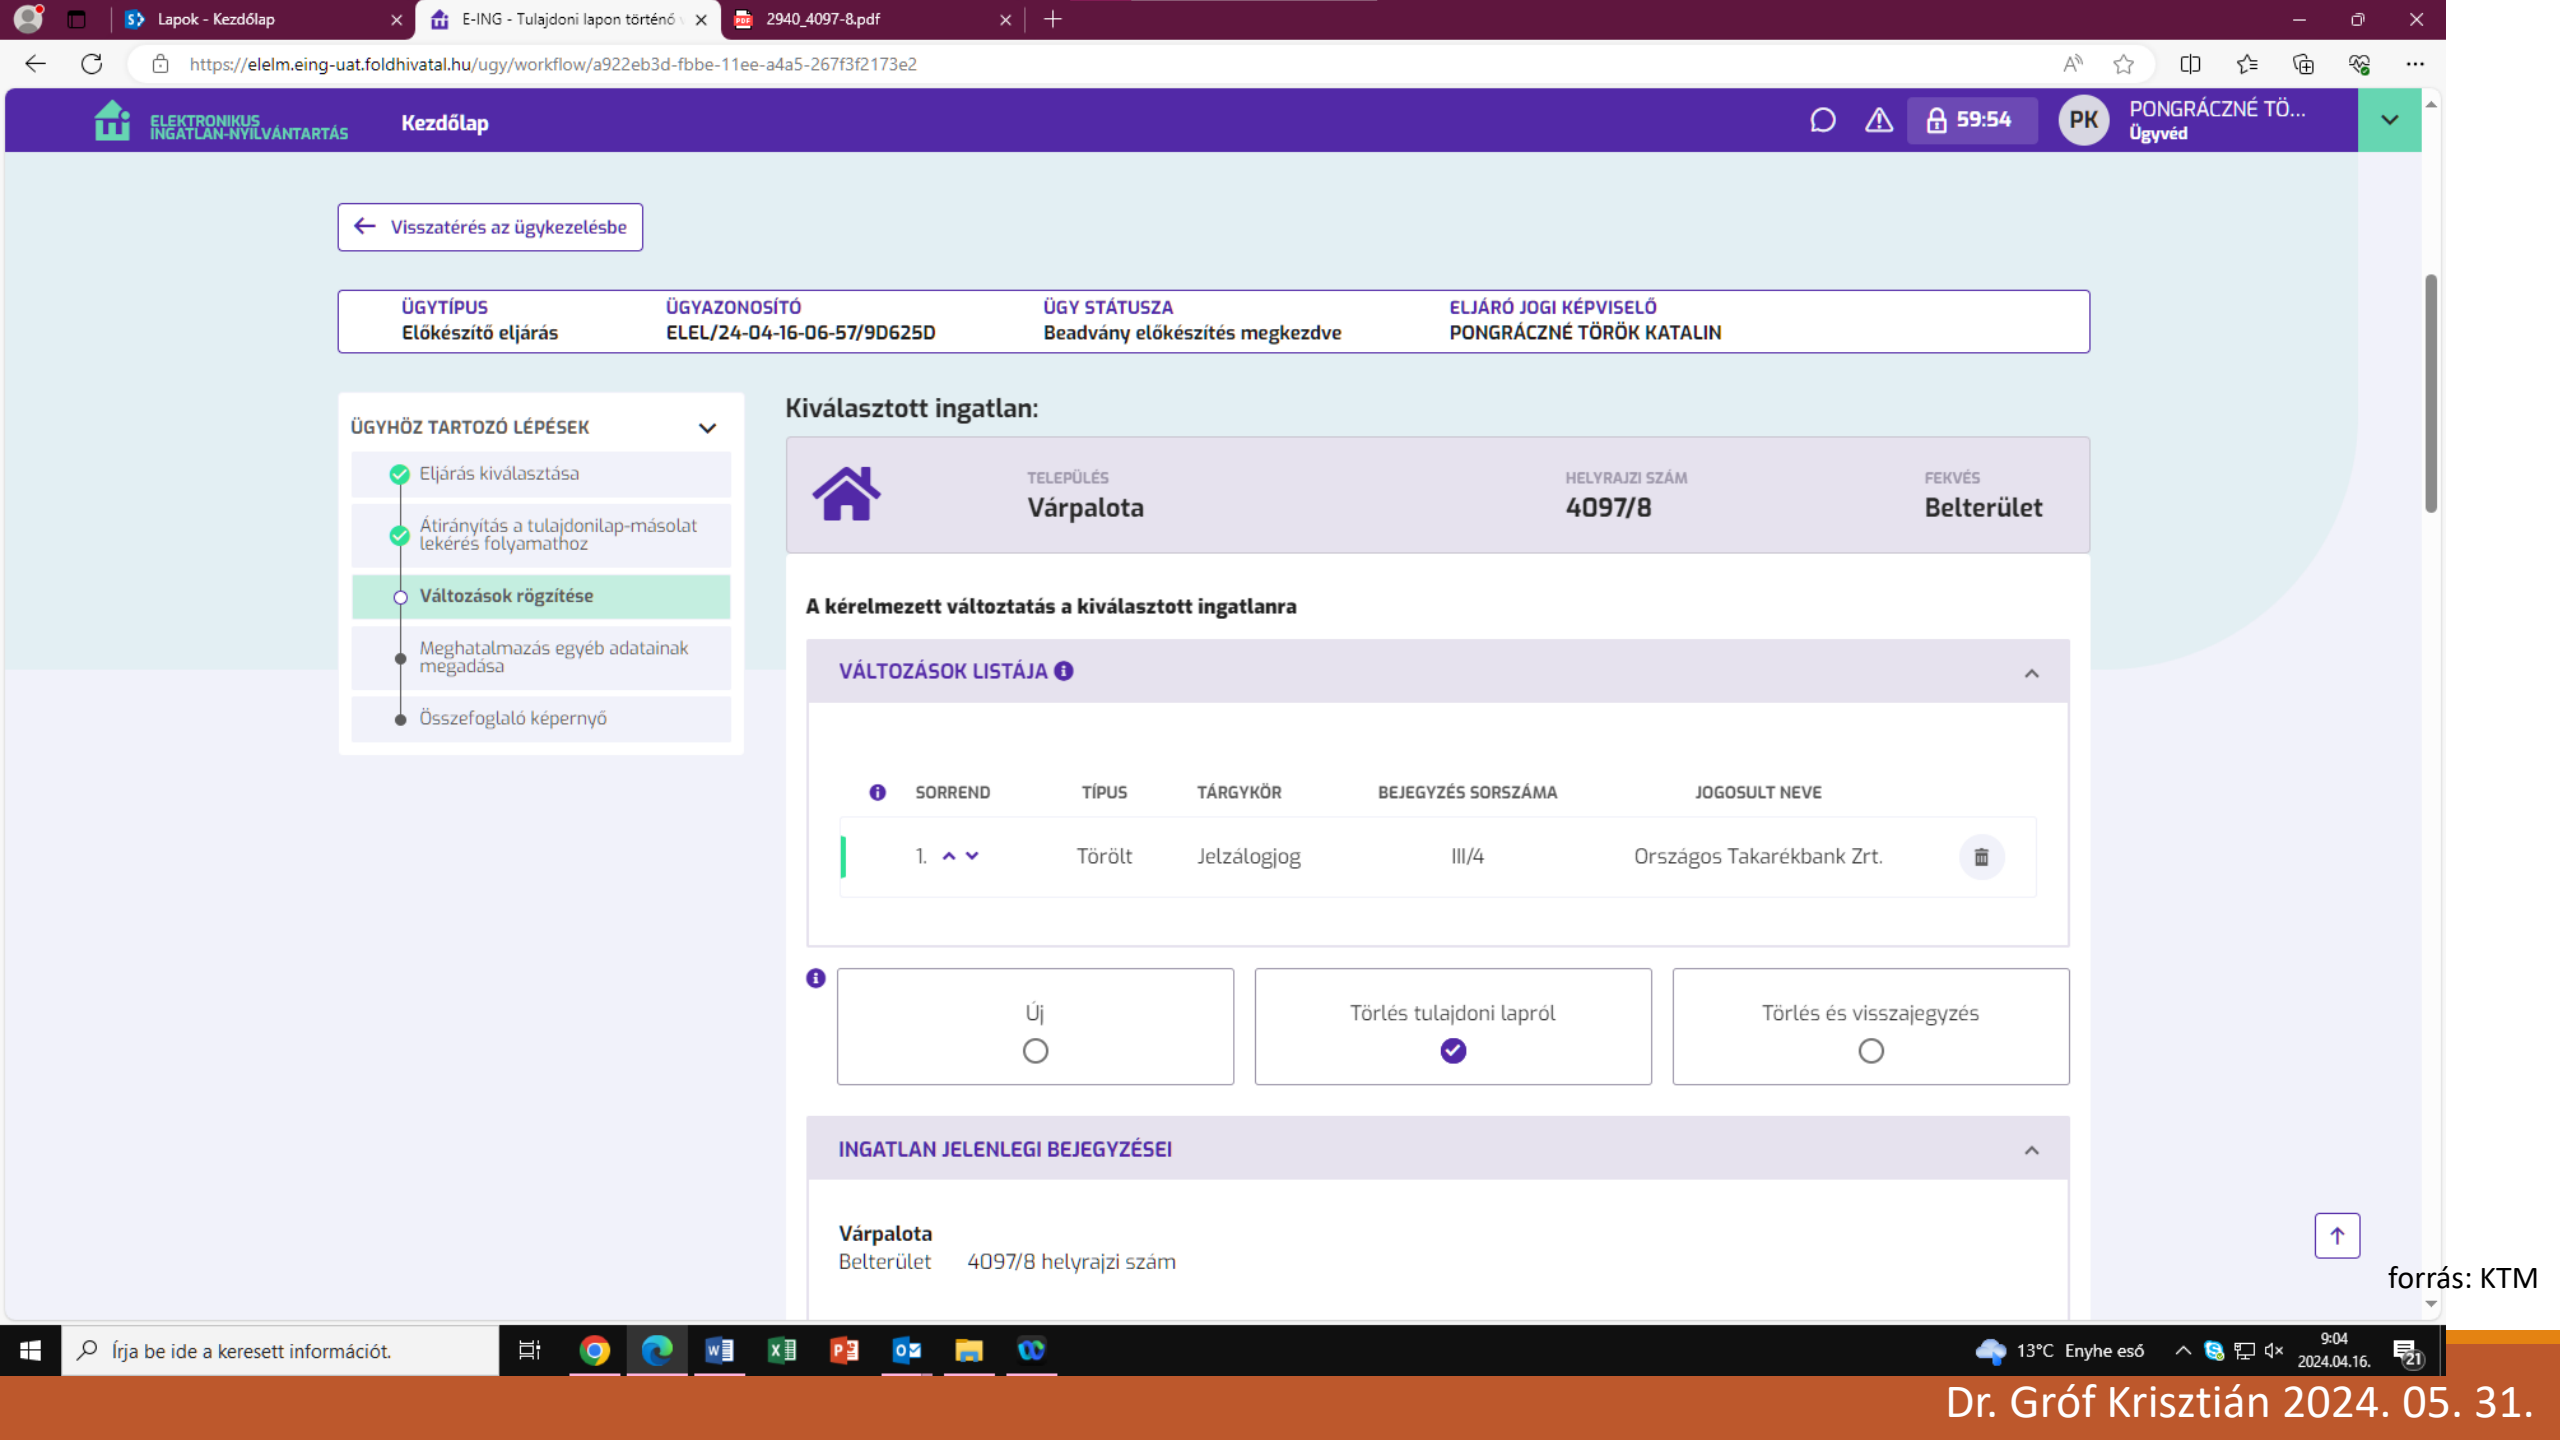 Lapok - Kezdőlap
E-ING - Tulajdoni lapon történő
2940_4097-8.pdf
https://elelm.eing-uat.foldhivatal.hu/ugy/workflow/a922eb3d-fbbe-11ee-a4a5-267f3f2173e2
ELEKTRONIKUS
INGATLAN-NYILVÁNTARTÁS
Kezdőlap
59:54
PK
PONGRÁCZNÉ TÖ...
Ügyvéd
Visszatérés az ügykezelésbe
ÜGYTÍPUS ÜGYAZONOSÍTÓ ÜGY STÁTUSZA ELJÁRÓ JOGI KÉPVISELŐ
Előkészítő eljárás ELEL/24-04-16-06-57/9D625D Beadvány előkészítés megkezdve PONGRÁCZNÉ TÖRÖK KATALIN
ÜGYHÖZ TARTOZÓ LÉPÉSEK
Eljárás kiválasztása
Átirányítás a tulajdonilap-másolat
lekérés folyamathoz
Változások rögzítése
Meghatalmazás egyéb adatainak
megadása
Összefoglaló képernyő
Kiválasztott ingatlan:
TELEPÜLÉS HELYRAJZI SZÁM FEKVÉS
Várpalota 4097/8 Belterület
A kérelmezett változtatás a kiválasztott ingatlanra
VÁLTOZÁSOK LISTÁJA
SORREND TÍPUS TÁRGYKÖR BEJEGYZÉS SORSZÁMA JOGOSULT NEVE
1. Törölt Jelzálogjog III/4 Országos Takarékbank Zrt.
Új Törlés tulajdoni lapról Törlés és visszajegyzés
INGATLAN JELENLEGI BEJEGYZÉSEI
Várpalota
Belterület 4097/8 helyrajzi szám
forrás: KTM
Írja be ide a keresett információt.
13°C Enyhe eső
9:04
2024.04.16.
21
Dr. Gróf Krisztián 2024. 05. 31.